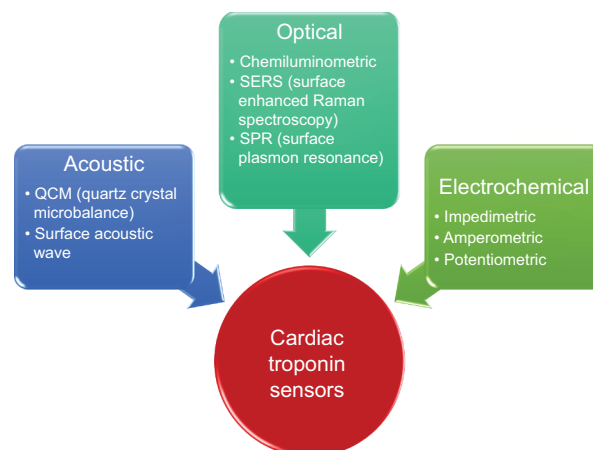 Optical
• Chemiluminometric
• SERS (surface
enhanced Raman
spectroscopy)
• SPR (surface
plasmon resonance)
Acoustic
• QCM (quartz crystal
microbalance)
• Surface acoustic
wave
Electrochemical
• Impedimetric
• Amperometric
• Potentiometric
Cardiac
troponin
sensors